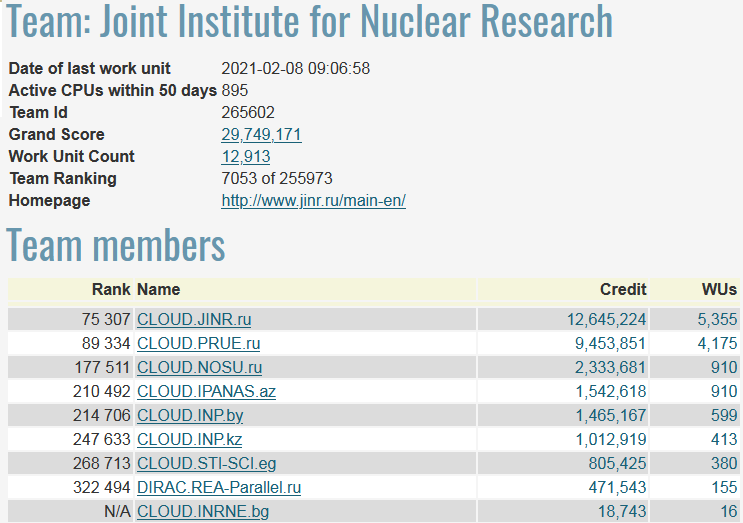 Team: Joint Institute for Nuclear Research
Date of last work unit 2021-02-08 09:06:58
Active CPUs within 50 days 895
Team Id 265602
Grand Score 29,749,171
Work Unit Count 12,913
Team Ranking 7053 of 255973
Homepage http://www.jinr.ru/main-en/
Team members
Rank Name Credit WUs
75 307 CLOUD.JINR.ru 12,645,224 5,355
89 334 CLOUD.PRUE.ru 9,453,851 4,175
177 511 CLOUD.NOSU.ru 2,333,681 910
210 492 CLOUD.IPANAS.az 1,542,618 910
214 706 CLOUD.INP.by 1,465,167 599
247 633 CLOUD.INP.kz 1,012,919 413
268 713 CLOUD.STI-SCI.eg 805,425 380
322 494 DIRAC.REA-Parallel.ru 471,543 155
N/A CLOUD.INRNE.bg 18,743 16